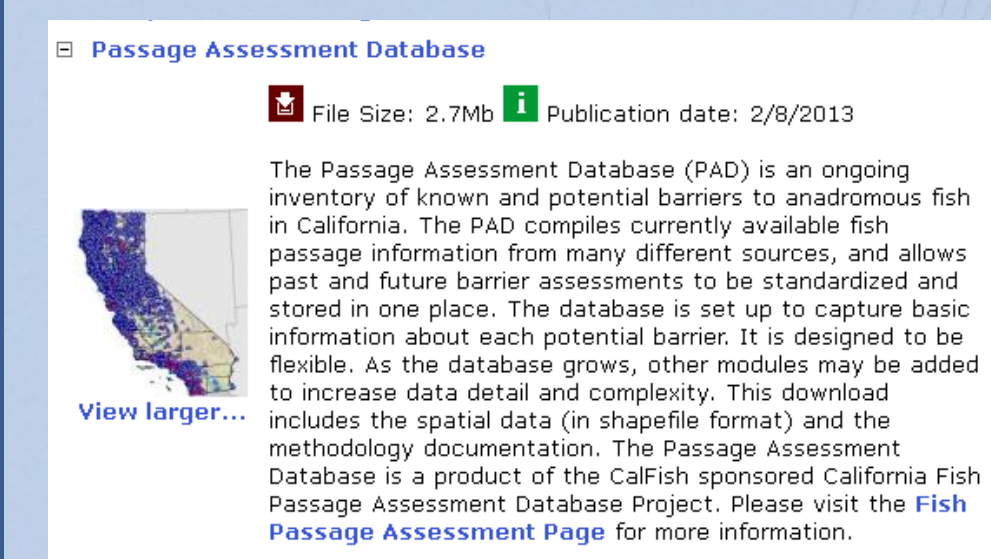 Passage Assessment Database
File Size: 2.7Mb i Publication date: 2/8/2013
The Passage Assessment Database (PAD) is an ongoing
inventory of known and potential barriers to anadromous fish
in California. The PAD compiles currently available fish
passage information from many different sources, and allows
past and future barrier assessments to be standardized and
stored in one place. The database is set up to capture basic
information about each potential barrier. It is designed to be
flexible. As the database grows, other modules may be added
to increase data detail and complexity. This download
includes the spatial data (in shapefile format) and the
methodology documentation. The Passage Assessment
Database is a product of the CalFish sponsored California Fish
Passage Assessment Database Project. Please visit the Fish
Passage Assessment Page for more information.
View larger...